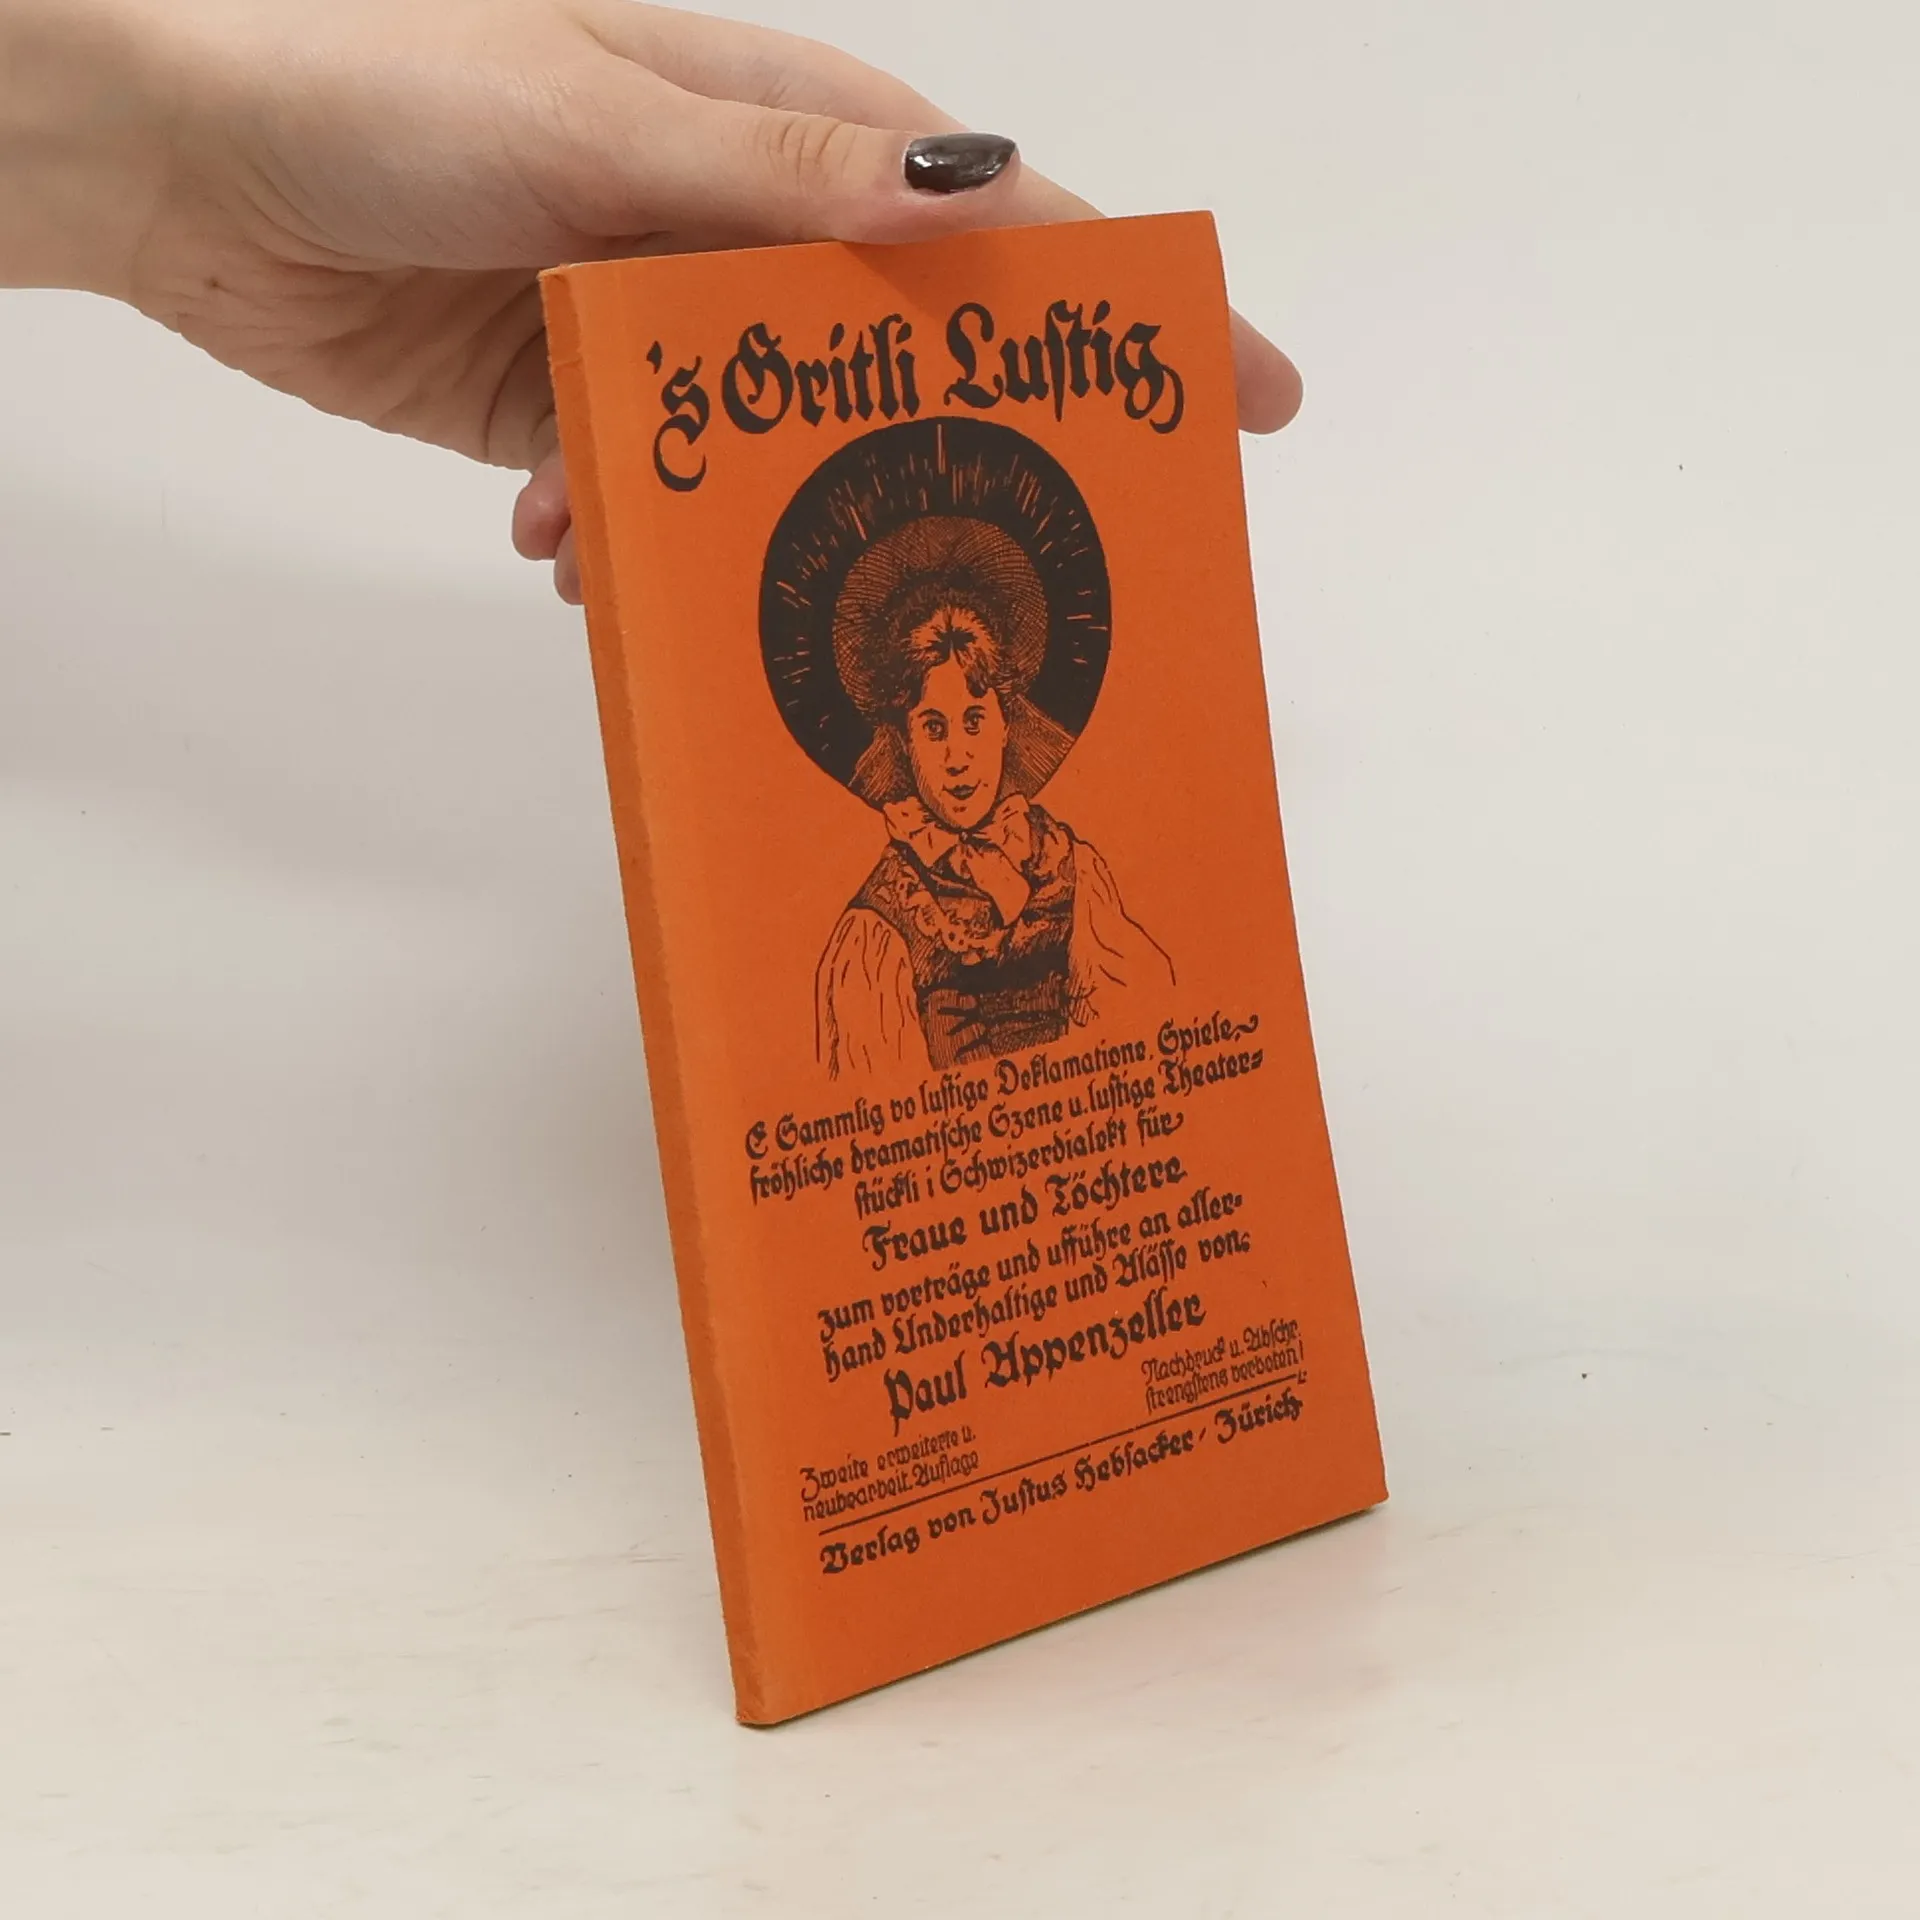 's Gritli Lustig
E Sammlig vo lustige Deklamatione, Spiele,
fröhliche dramatische Szene u. lustige Theater-
stückli i Schwizerdialekt für
Fraue und Töchtere
zum vorträge und ufführe an aller-
hand Underhaltige und Alässe von:
Paul Appenzeller
Nachdruck u. Abschr.
strengstens verboten!
Zweite erweiterte u.
neubearbeit. Auflage
Verlag von Justus Hebsacker, Zürich